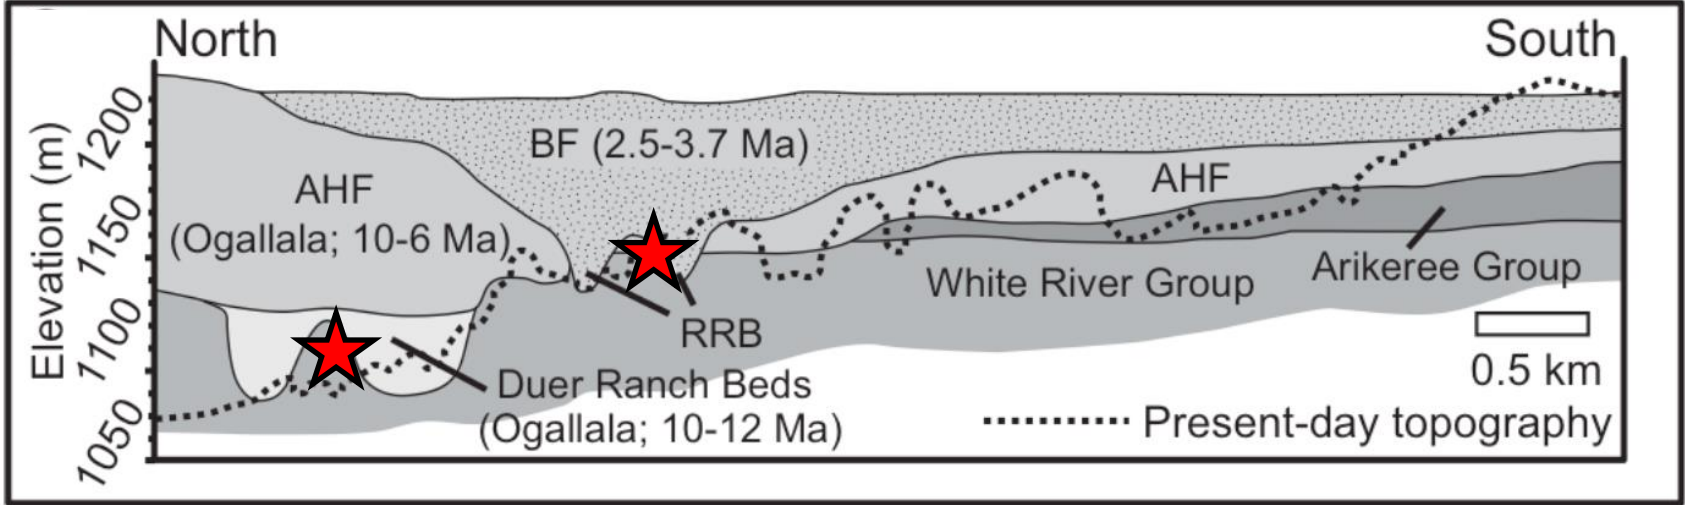 North
South
Elevation (m)
1200
1150
1100
1050
BF (2.5-3.7 Ma)
AHF
(Ogallala; 10-6 Ma)
AHF
White River Group
Arikeree Group
RRB
0.5 km
Duer Ranch Beds
(Ogallala; 10-12 Ma)
Present-day topography